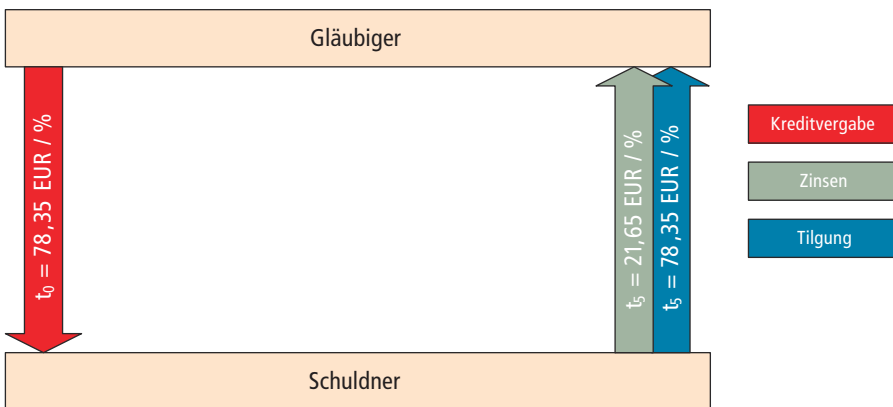 Gläubiger
t₀ = 78,35 EUR / %
t₅ = 21,65 EUR / %
t₅ = 78,35 EUR / %
Kreditvergabe
Zinsen
Tilgung
Schuldner